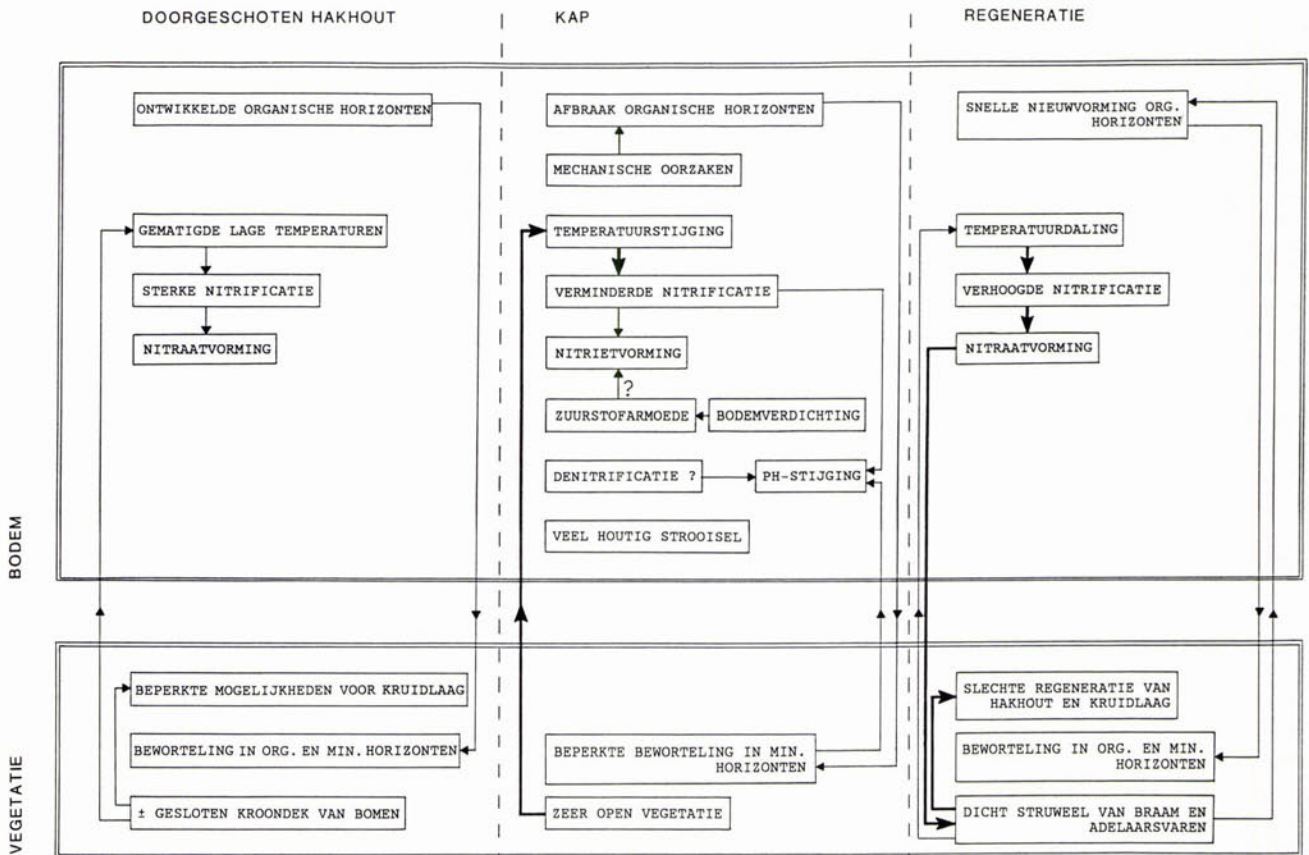 DOORGESCHOTEN HAKHOUT
KAP
REGENERATIE
BODEM
ONTWIKKELDE ORGANISCHE HORIZONTEN
GEMATIGDE LAGE TEMPERATUREN
STERKE NITRIFICATIE
NITRAATVORMING
AFBRAAK ORGANISCHE HORIZONTEN
MECHANISCHE OORZAKEN
TEMPERATUURSTIJGING
VERMINDERDE NITRIFICATIE
NITRIETVORMING
?
ZUURSTOFARMOEDE
BODEMVERDICHTING
DENITRIFICATIE ?
PH-STIJGING
VEEL HOUTIG STROOISEL
SNELLE NIEUWVORMING ORG.
HORIZONTEN
TEMPERATUURDALING
VERHOOGDE NITRIFICATIE
NITRAATVORMING
VEGETATIE
BEPERKTE MOGELIJKHEDEN VOOR KRUIDLAAG
BEWORTELING IN ORG. EN MIN. HORIZONTEN
± GESLOTEN KROONDEK VAN BOMEN
BEPERKTE BEWORTELING IN MIN.
HORIZONTEN
ZEER OPEN VEGETATIE
SLECHTE REGENERATIE VAN
HAKHOUT EN KRUIDLAAG
BEWORTELING IN ORG. EN MIN.
HORIZONTEN
DICHT STRUWEEL VAN BRAAM EN
ADELAARSVAREN